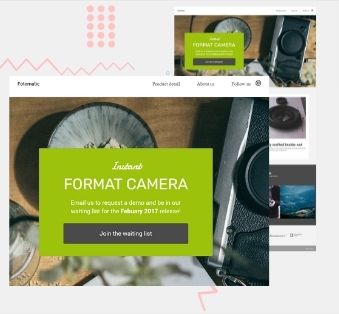 Fotomatic
Product detail
About us
Follow us
Instant
FORMAT CAMERA
Email us to request a demo and be in our
waiting list for the Febuary 2017 release!
Join the waiting list
FORMAT CAMERA